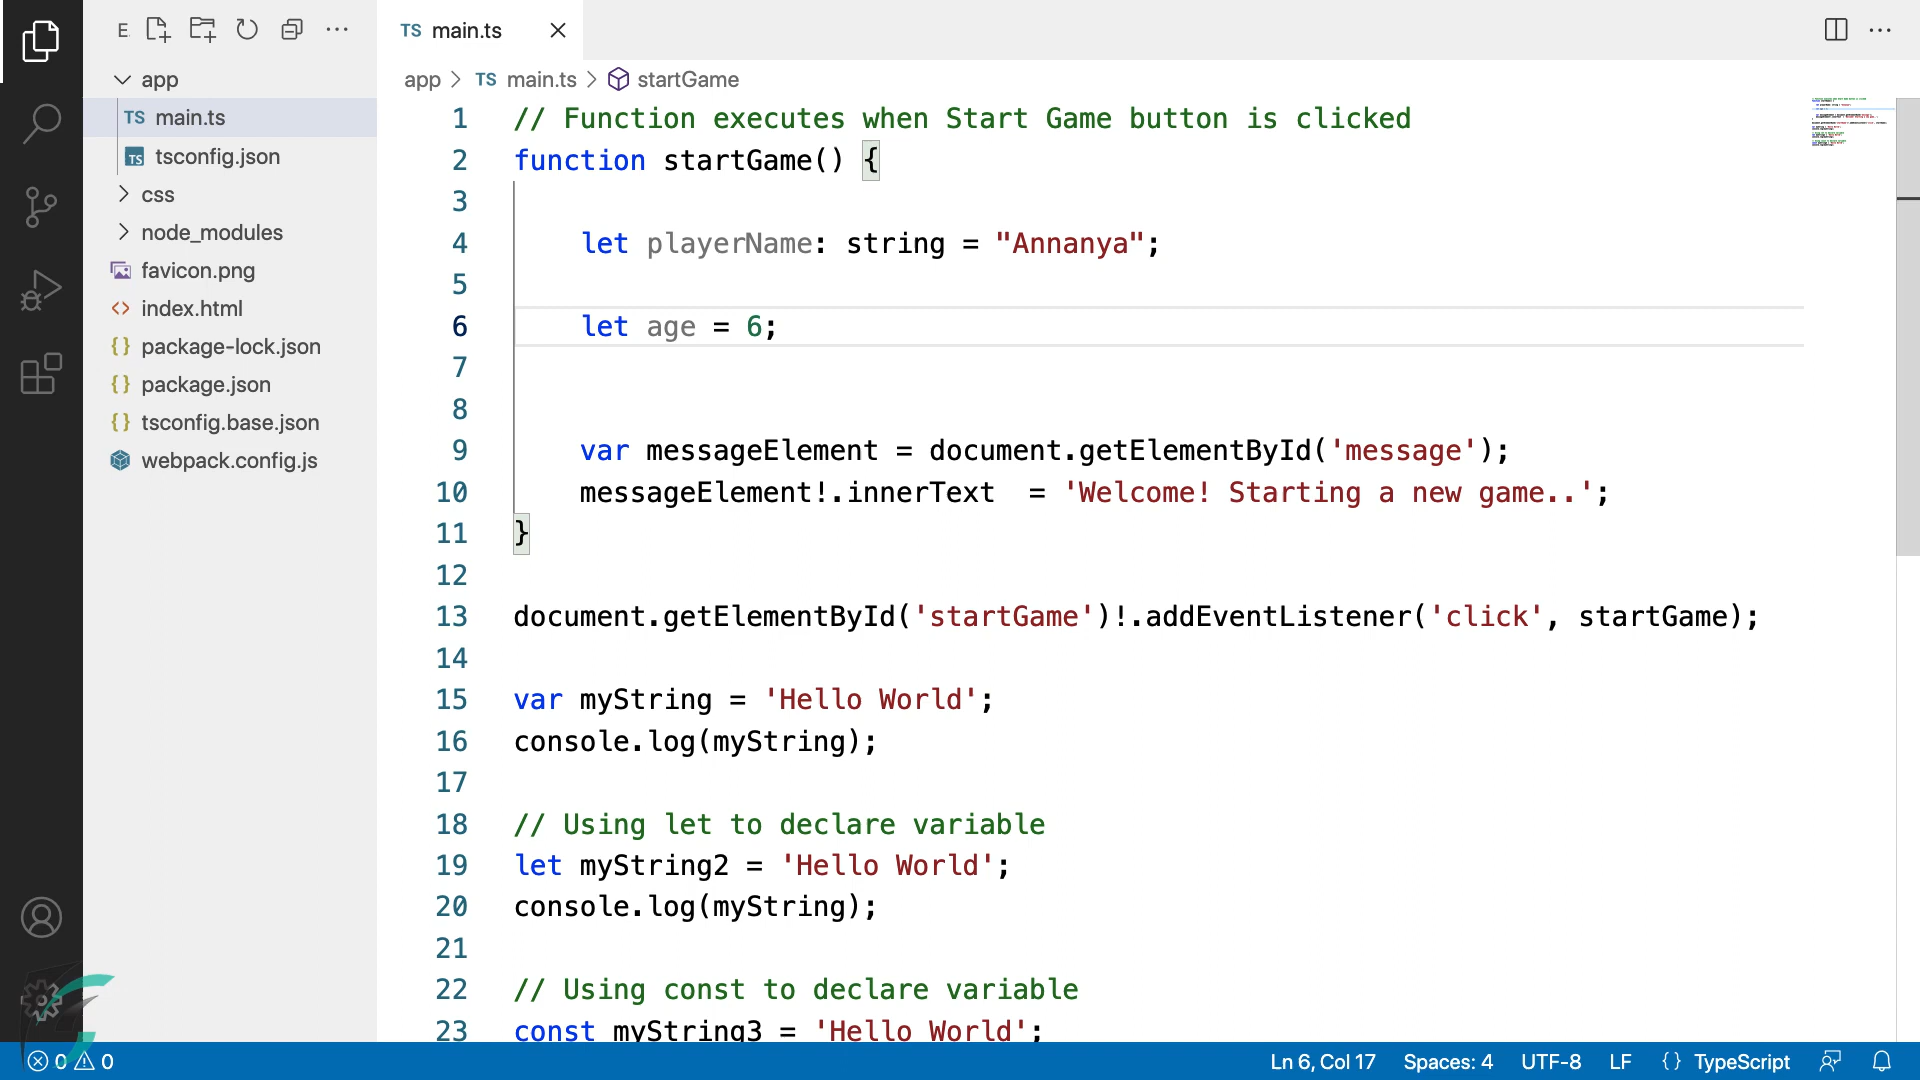 E
TS main.ts
app
TS main.ts
TS tsconfig.json
css
node_modules
favicon.png
<> index.html
{} package-lock.json
{} package.json
{} tsconfig.base.json
webpack.config.js
app > TS main.ts > startGame
1 // Function executes when Start Game button is clicked
2 function startGame() {
3
4 let playerName: string = "Annanya";
5
6 let age = 6;
7
8
9 var messageElement = document.getElementById('message');
10 messageElement!.innerText  = 'Welcome! Starting a new game..';
11 }
12
13 document.getElementById('startGame')!.addEventListener('click', startGame);
14
15 var myString = 'Hello World';
16 console.log(myString);
17
18 // Using let to declare variable
19 let myString2 = 'Hello World';
20 console.log(myString);
21
22 // Using const to declare variable
23 const myString3 = 'Hello World';
0 0 Ln 6, Col 17 Spaces: 4 UTF-8 LF {} TypeScript